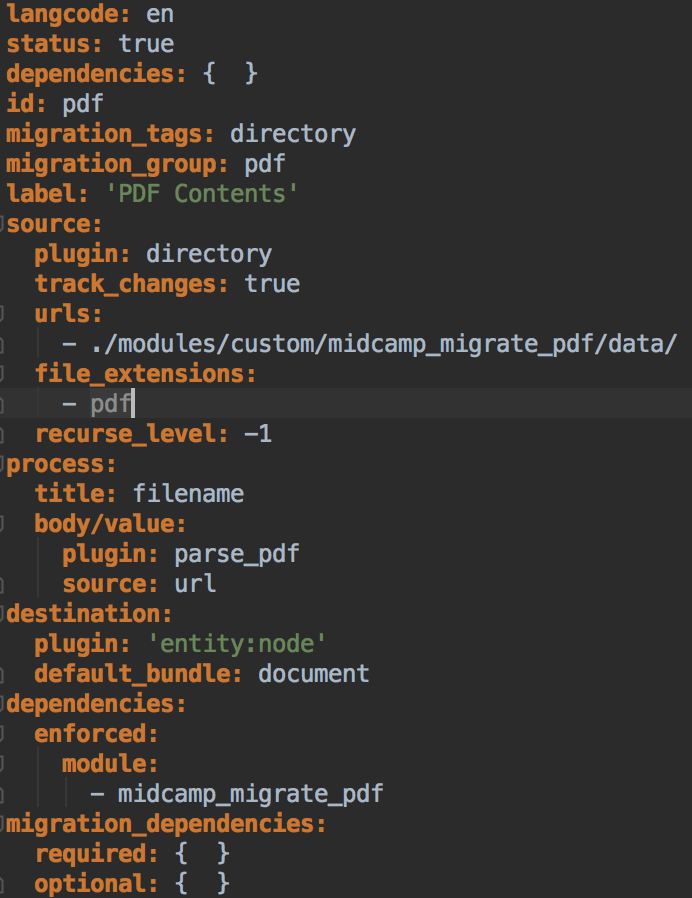 langcode: en
status: true
dependencies: {  }
id: pdf
migration_tags: directory
migration_group: pdf
label: 'PDF Contents'
source:
  plugin: directory
  track_changes: true
  urls:
    - ./modules/custom/midcamp_migrate_pdf/data/
  file_extensions:
    - pdf
  recurse_level: -1
process:
  title: filename
  body/value:
    plugin: parse_pdf
    source: url
destination:
  plugin: 'entity:node'
  default_bundle: document
dependencies:
  enforced:
    module:
      - midcamp_migrate_pdf
migration_dependencies:
  required: {  }
  optional: {  }